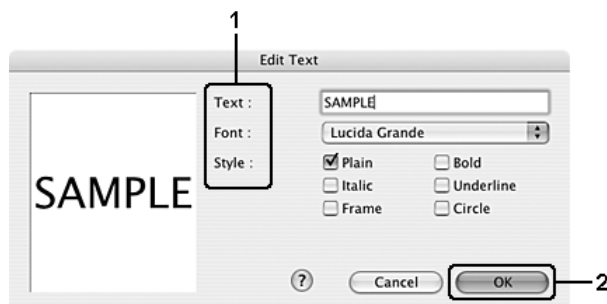 1
Edit Text
Text :
SAMPLE
Font :
Lucida Grande
Style :
Plain
Bold
Italic
Underline
Frame
Circle
SAMPLE
?
Cancel
OK
2